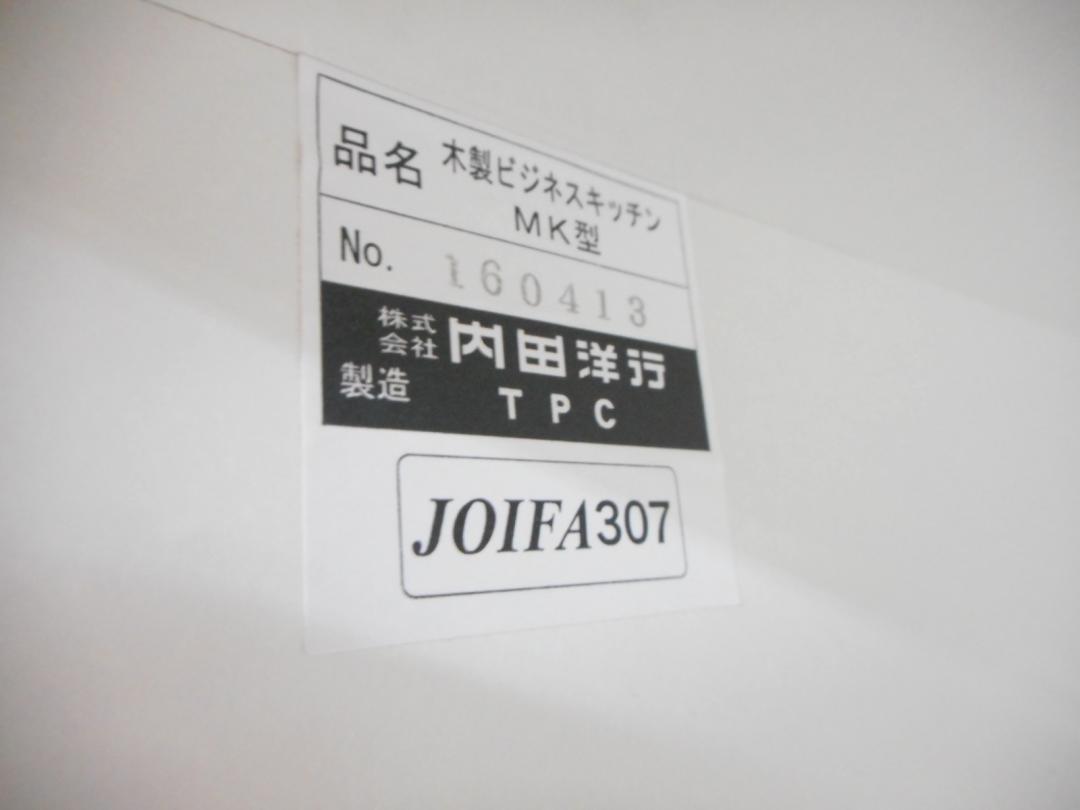 品名 木製ビジネスキッチン
MK型
No. 160413
株式会社 内田洋行
製造 TPC
JOIFA307